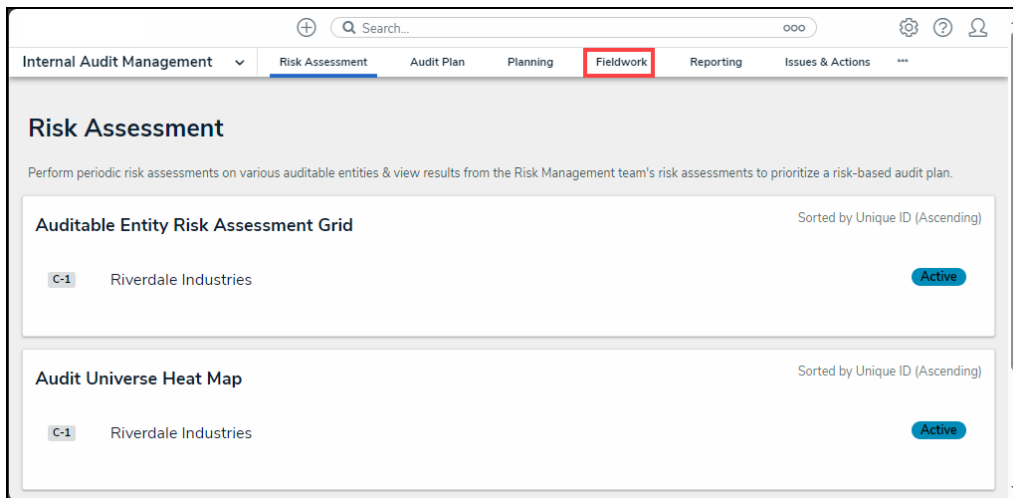 Search...
Internal Audit Management
Risk Assessment
Audit Plan
Planning
Fieldwork
Reporting
Issues & Actions
Risk Assessment
Perform periodic risk assessments on various auditable entities & view results from the Risk Management team's risk assessments to prioritize a risk-based audit plan.
Auditable Entity Risk Assessment Grid
Sorted by Unique ID (Ascending)
C-1 Riverdale Industries Active
Audit Universe Heat Map
Sorted by Unique ID (Ascending)
C-1 Riverdale Industries Active